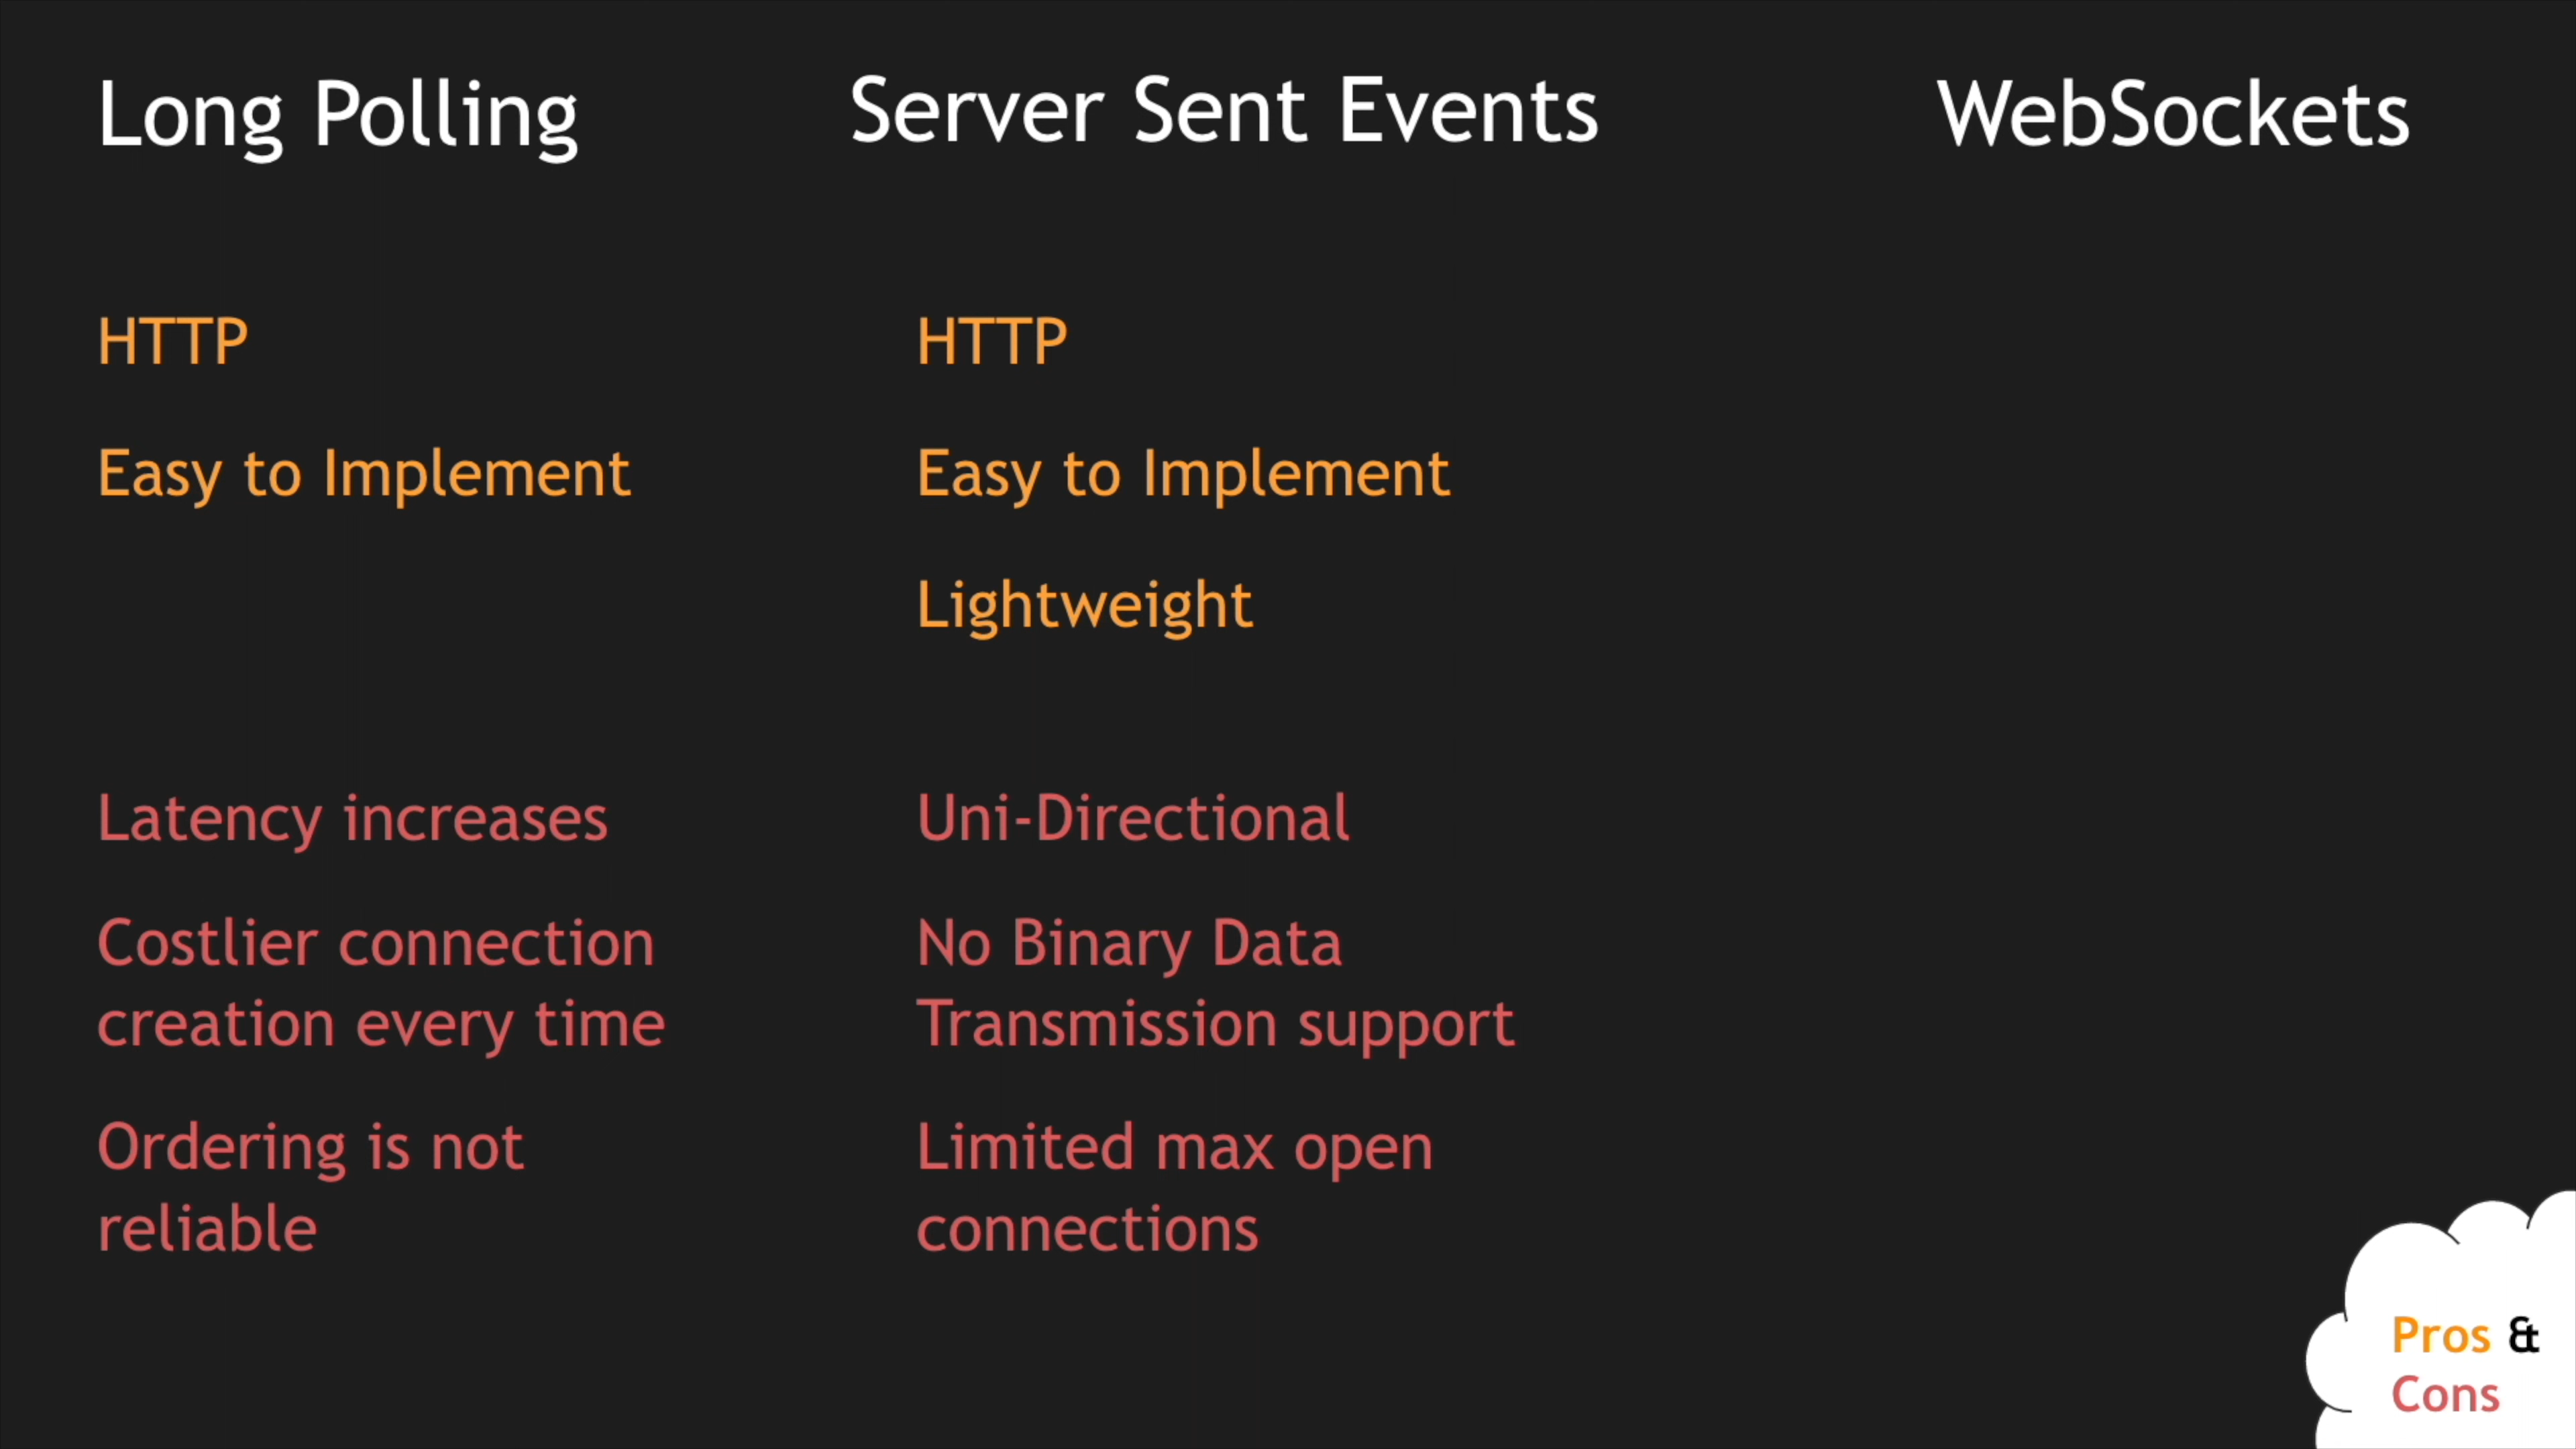 Long Polling
Server Sent Events
WebSockets
HTTP
Easy to Implement
Latency increases
Costlier connection
creation every time
Ordering is not
reliable
HTTP
Easy to Implement
Lightweight
Uni-Directional
No Binary Data
Transmission support
Limited max open
connections
Pros &
Cons